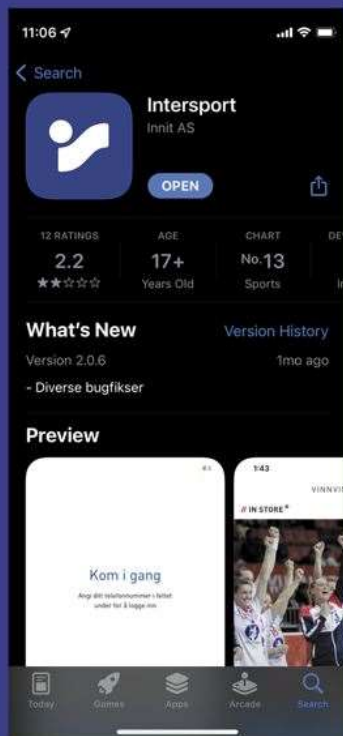 11:06
Search
Intersport
Innit AS
OPEN
12 RATINGS
2.2
★★☆☆☆
AGE
17+
Years Old
CHART
No.13
Sports
What's New
Version History
Version 2.0.6
1mo ago
- Diverse bugfikser
Preview
Kom i gang
Angi ditt telefonnummer i feltet
under for å logge inn
1:43
VINNVI
// IN STORE
Today
Games
Apps
Arcade
Search